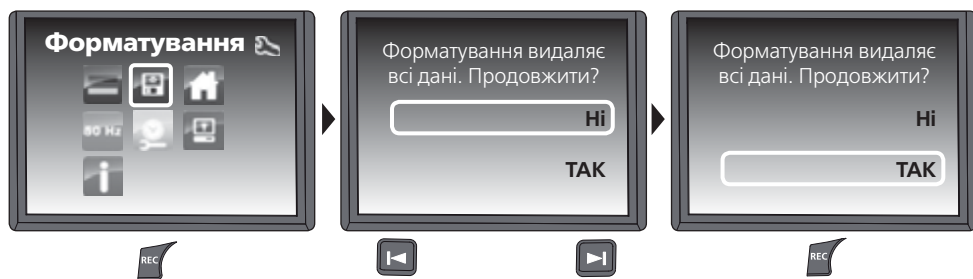 Форматування
80 Hz
REC
Форматування видаляє
всі дані. Продовжити?
Ні
ТАК
Форматування видаляє
всі дані. Продовжити?
Ні
ТАК
REC